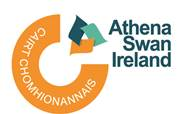 CAIRT CHOMHIONANNAIS
Athena
Swan
Ireland